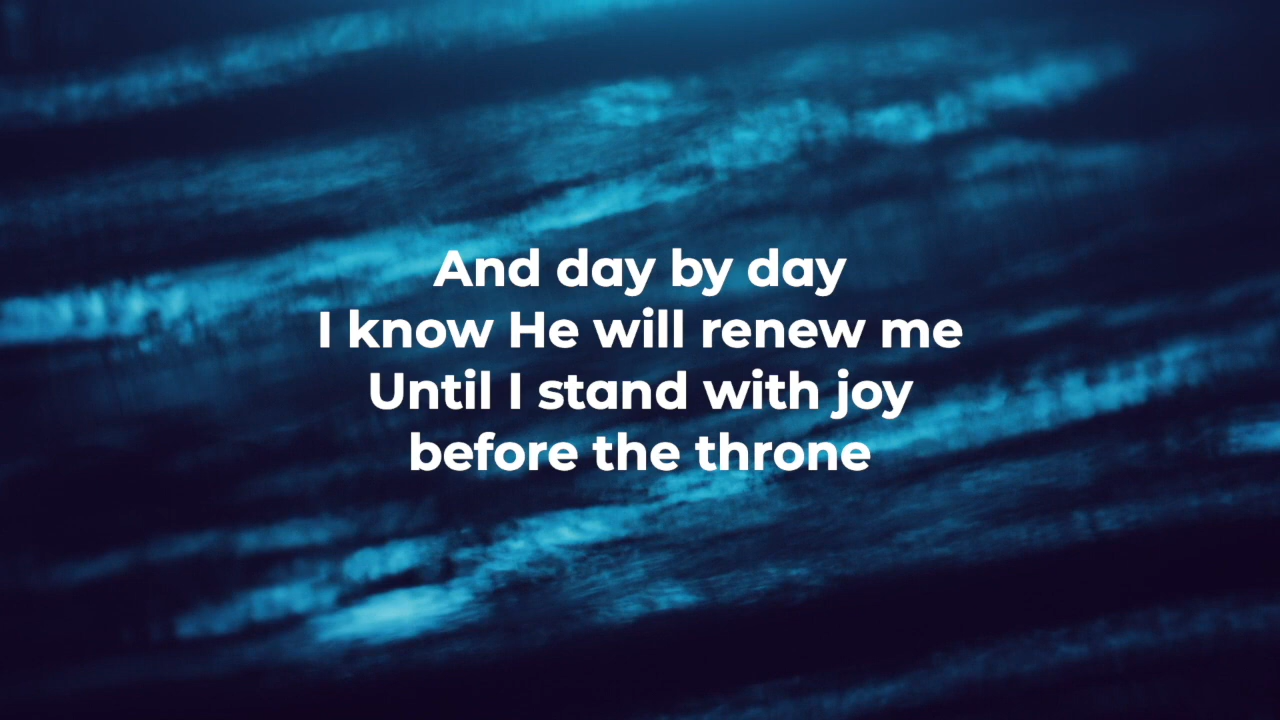 And day by day
I know He will renew me
Until I stand with joy
before the throne